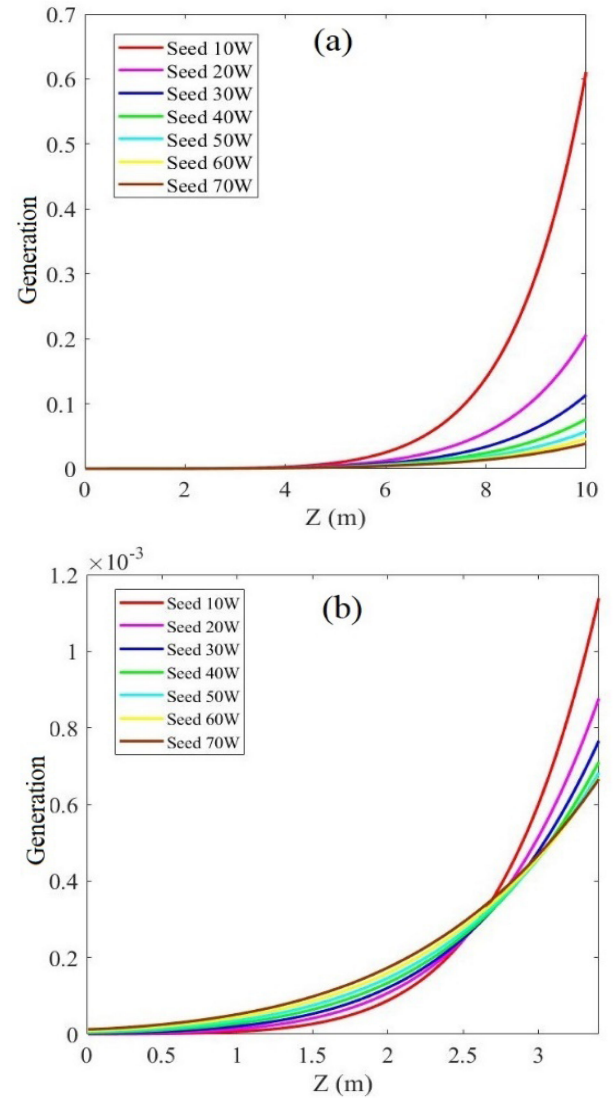 (a)
Seed 10W
Seed 20W
Seed 30W
Seed 40W
Seed 50W
Seed 60W
Seed 70W
0.7
0.6
0.5
0.4
0.3
0.2
0.1
0
Generation
0 2 4 6 8 10
Z (m)
×10-3
(b)
Seed 10W
Seed 20W
Seed 30W
Seed 40W
Seed 50W
Seed 60W
Seed 70W
1.2
1
0.8
0.6
0.4
0.2
0
Generation
0 0.5 1 1.5 2 2.5 3
Z (m)